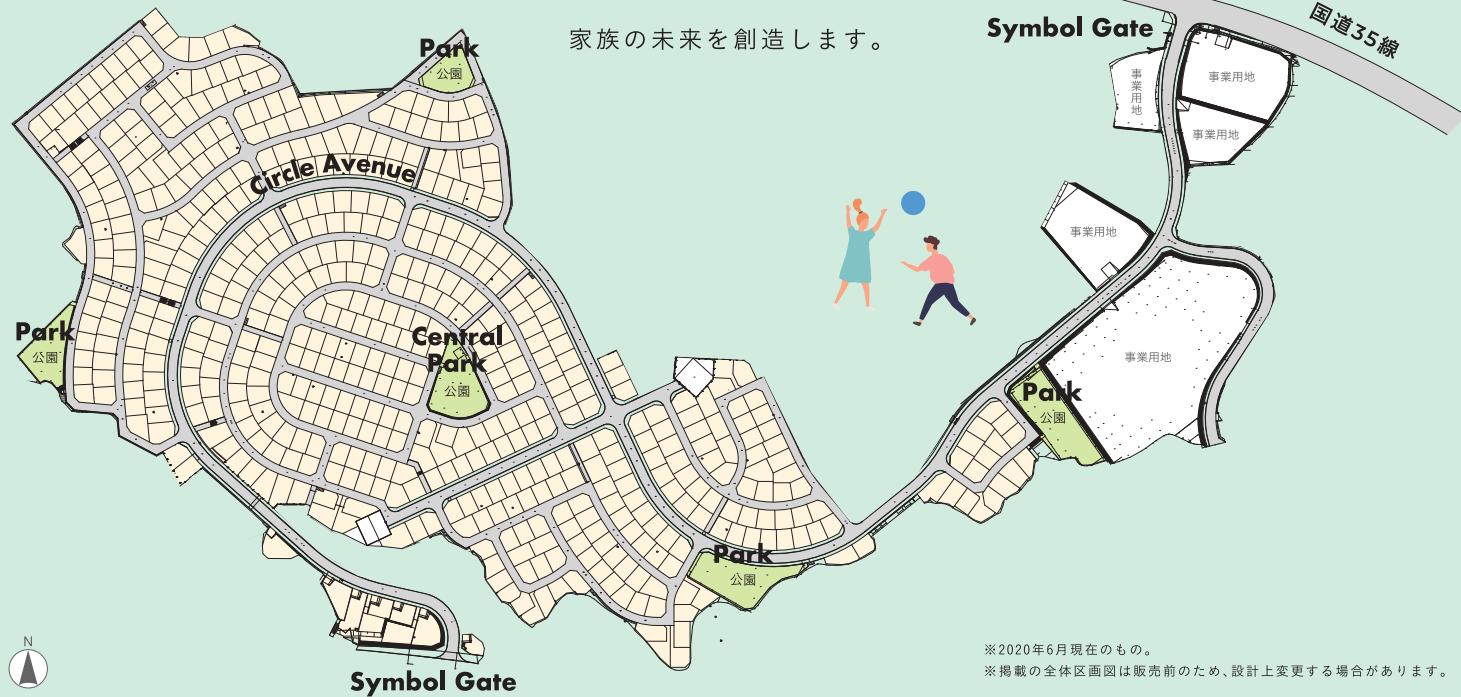 家族の未来を創造します。
Symbol Gate
国道35線
Park
公園
事業用地
事業用地
事業用地
Circle Avenue
事業用地
Park
公園
Central
Park
公園
事業用地
Park
公園
Park
公園
Symbol Gate
N
※2020年6月現在のもの。
※掲載の全体区画図は販売前のため、設計上変更する場合があります。